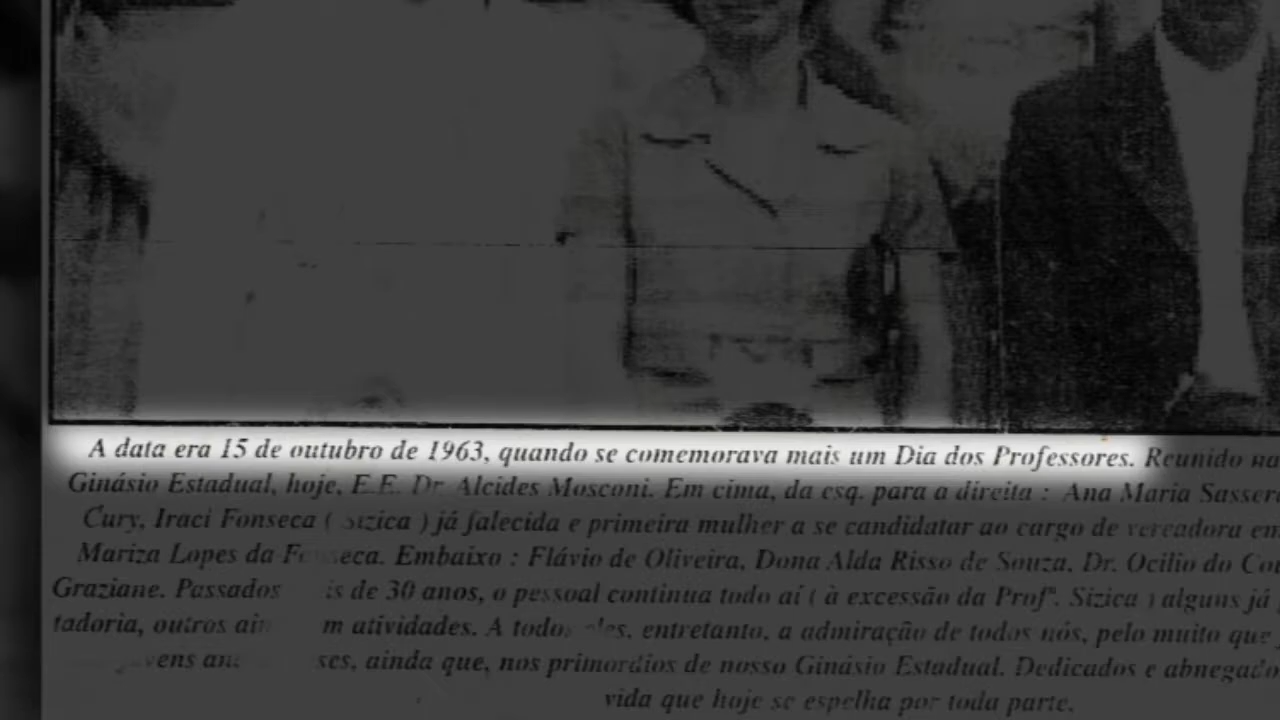 A data era 15 de outubro de 1963, quando se comemorava mais um Dia dos Professores. Reunido
Ginásio Estadual, hoje, E.E. Dr. Alcides Mosconi. Em cima, da esq. para a direita : Ana Maria
Cury, Iraci Fonseca ( Sizica ) já falecida e primeira mulher a se candidatar ao cargo de vereadora em
Mariza Lopes da Fonseca. Embaixo : Flávio de Oliveira, Dona Alda Risso de Souza, Dr. Ocilio do
Graziane. Passados de 30 anos, o pessoal continua todo aí ( à excessão da Profª. Sizica ) alguns já
tadoria, outros m atividades. A todos eles, entretanto, a admiração de todos nós, pelo muito que
ainda que, nos primordios de nosso Ginásio Estadual. Dedicados e
vida que hoje se espelha por toda parte.